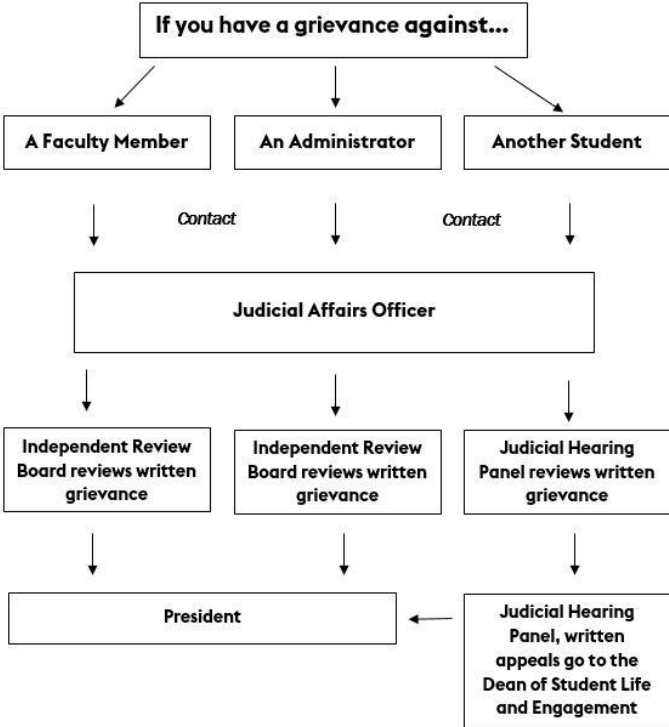 If you have a grievance against...
A Faculty Member
An Administrator
Another Student
Contact
Contact
Judicial Affairs Officer
Independent Review
Board reviews written
grievance
Independent Review
Board reviews written
grievance
Judicial Hearing
Panel reviews written
grievance
President
Judicial Hearing
Panel, written
appeals go to the
Dean of Student Life
and Engagement